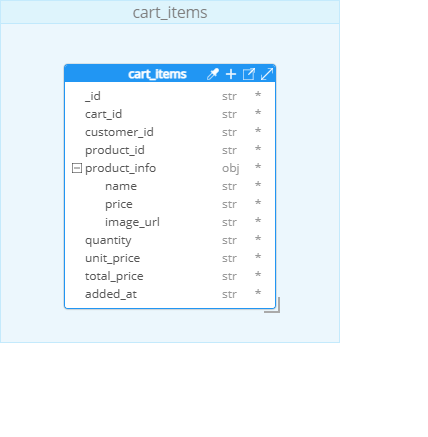 cart_items
cart_items
_id str *
cart_id str *
customer_id str *
product_id str *
product_info obj *
name str *
price str *
image_url str *
quantity str *
unit_price str *
total_price str *
added_at str *